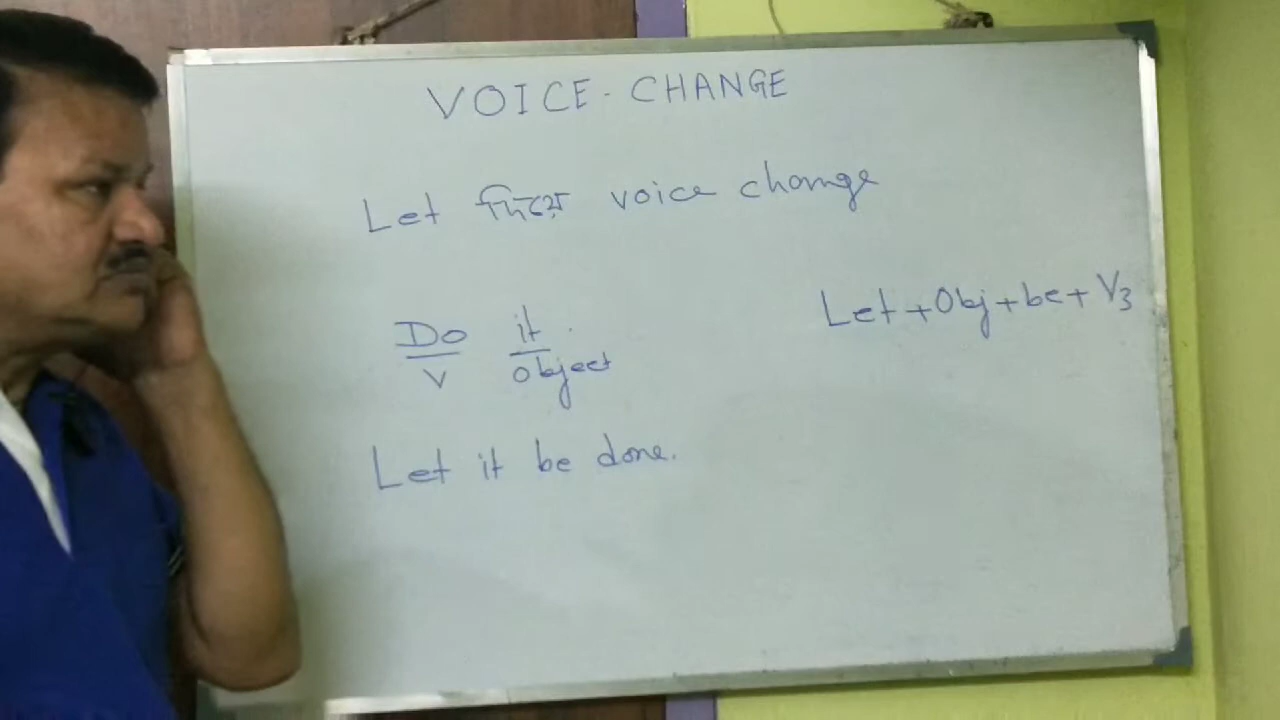 VOICE-CHANGE
Let দিয়ে voice change
Do it.
V object
Let + Obj + be + V3
Let it be done.